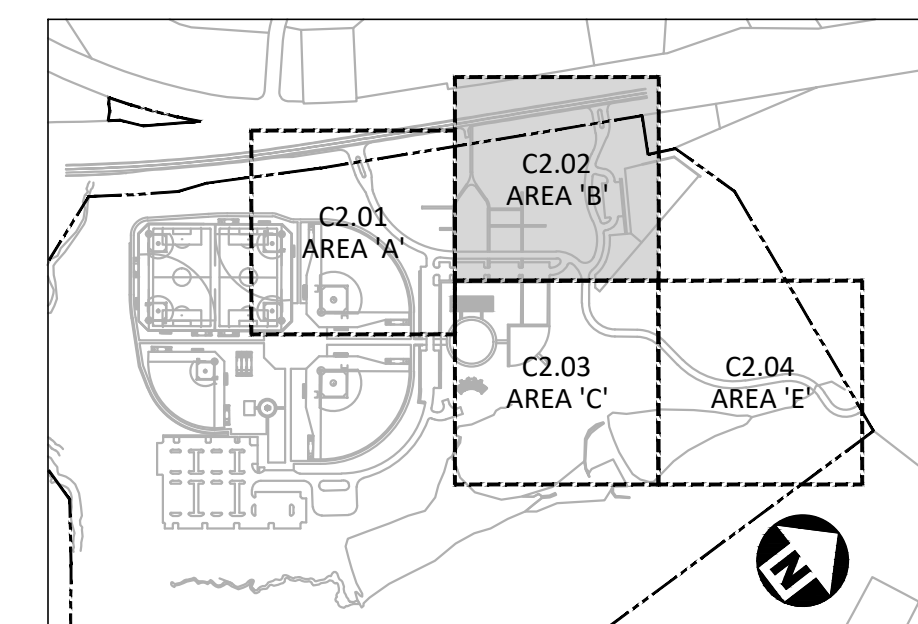 C2.02
AREA 'B'
C2.01
AREA 'A'
C2.03
AREA 'C'
C2.04
AREA 'E'
N